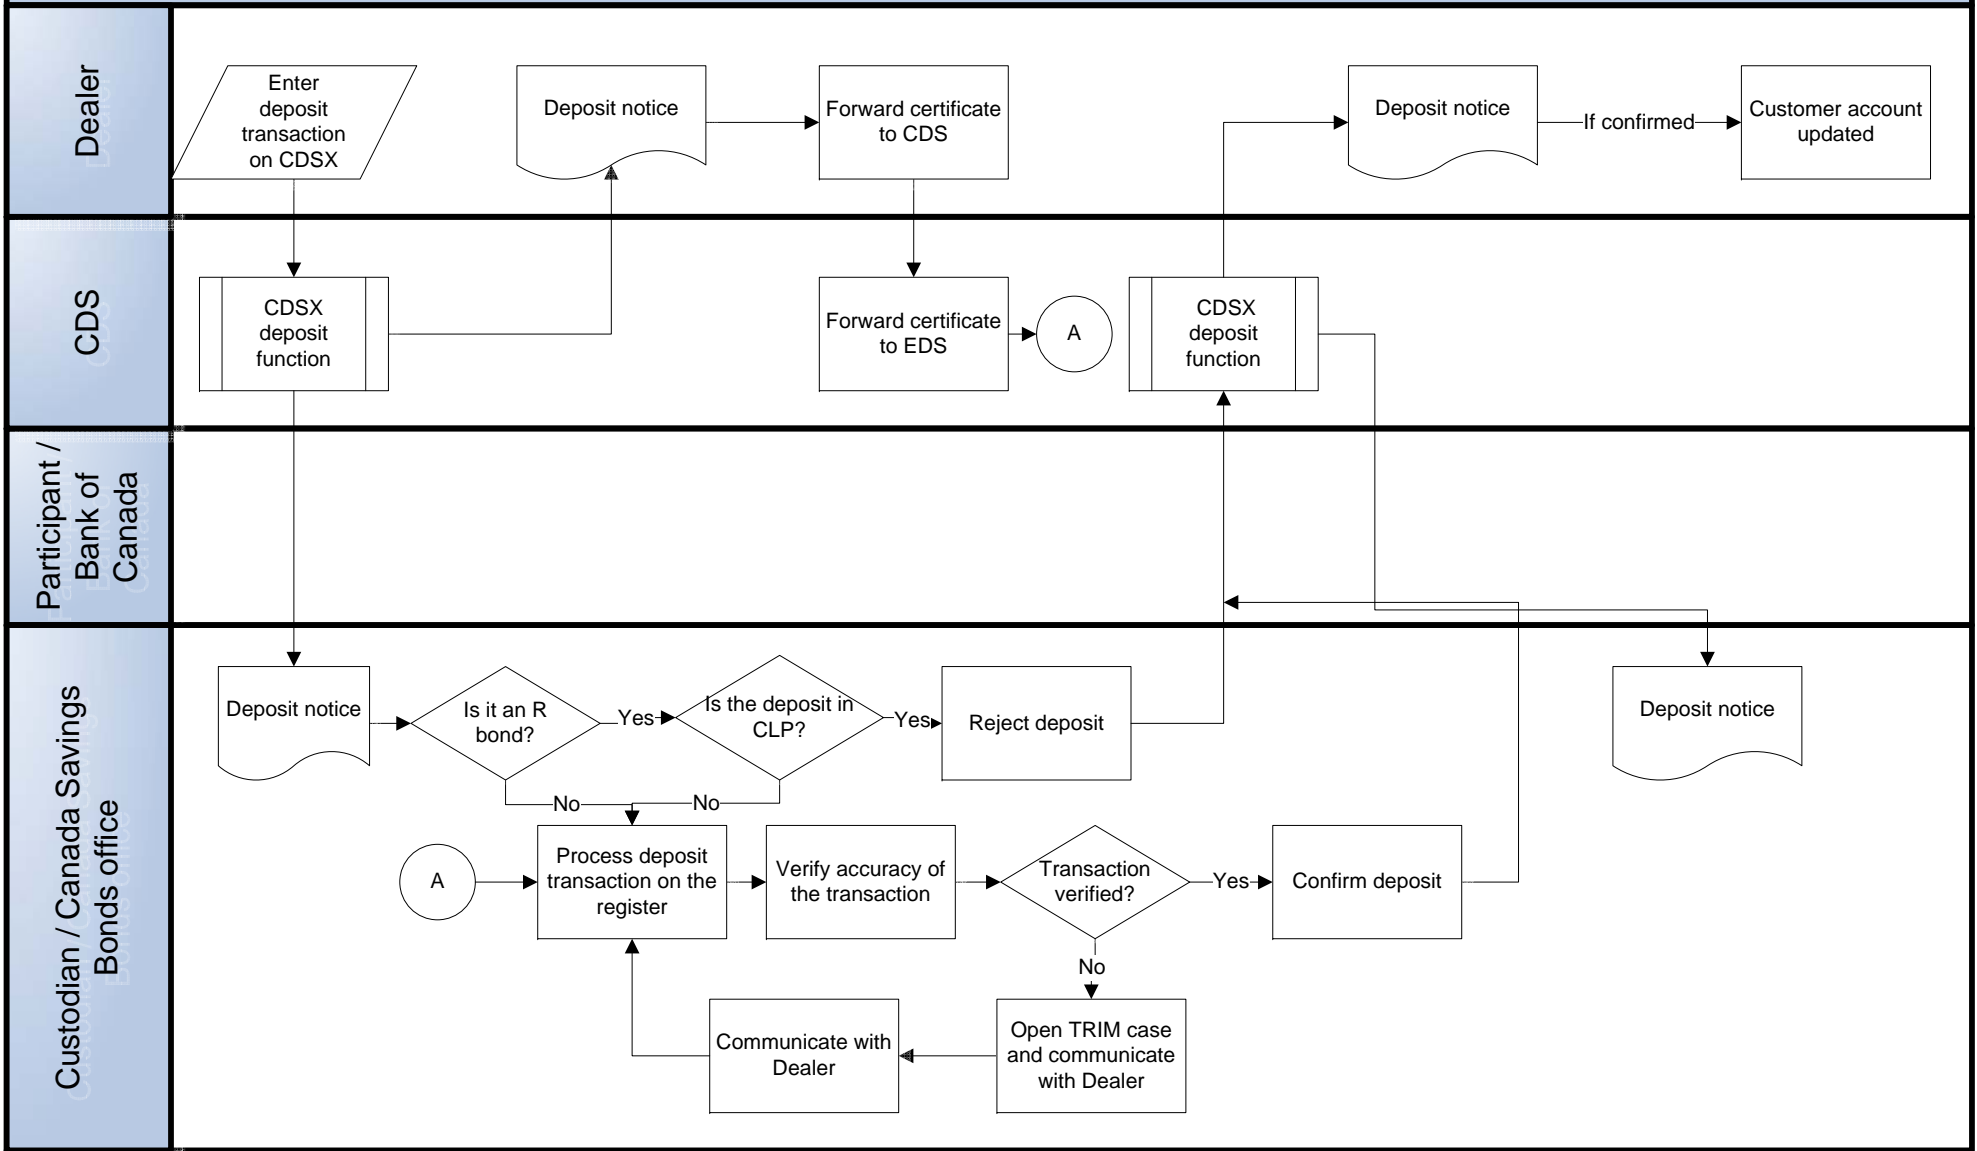 Dealer
Enter
deposit
transaction
on CDSX
Deposit notice
Forward certificate
to CDS
Deposit notice
If confirmed
Customer account
updated
CDS
CDSX
deposit
function
Forward certificate
to EDS
A
CDSX
deposit
function
Participant /
Bank of
Canada
Custodian / Canada Savings
Bonds office
Deposit notice
Is it an R
bond?
Yes
Is the deposit in
CLP?
Yes
Reject deposit
Deposit notice
No
No
A
Process deposit
transaction on the
register
Verify accuracy of
the transaction
Transaction
verified?
Yes
Confirm deposit
No
Communicate with
Dealer
Open TRIM case
and communicate
with Dealer